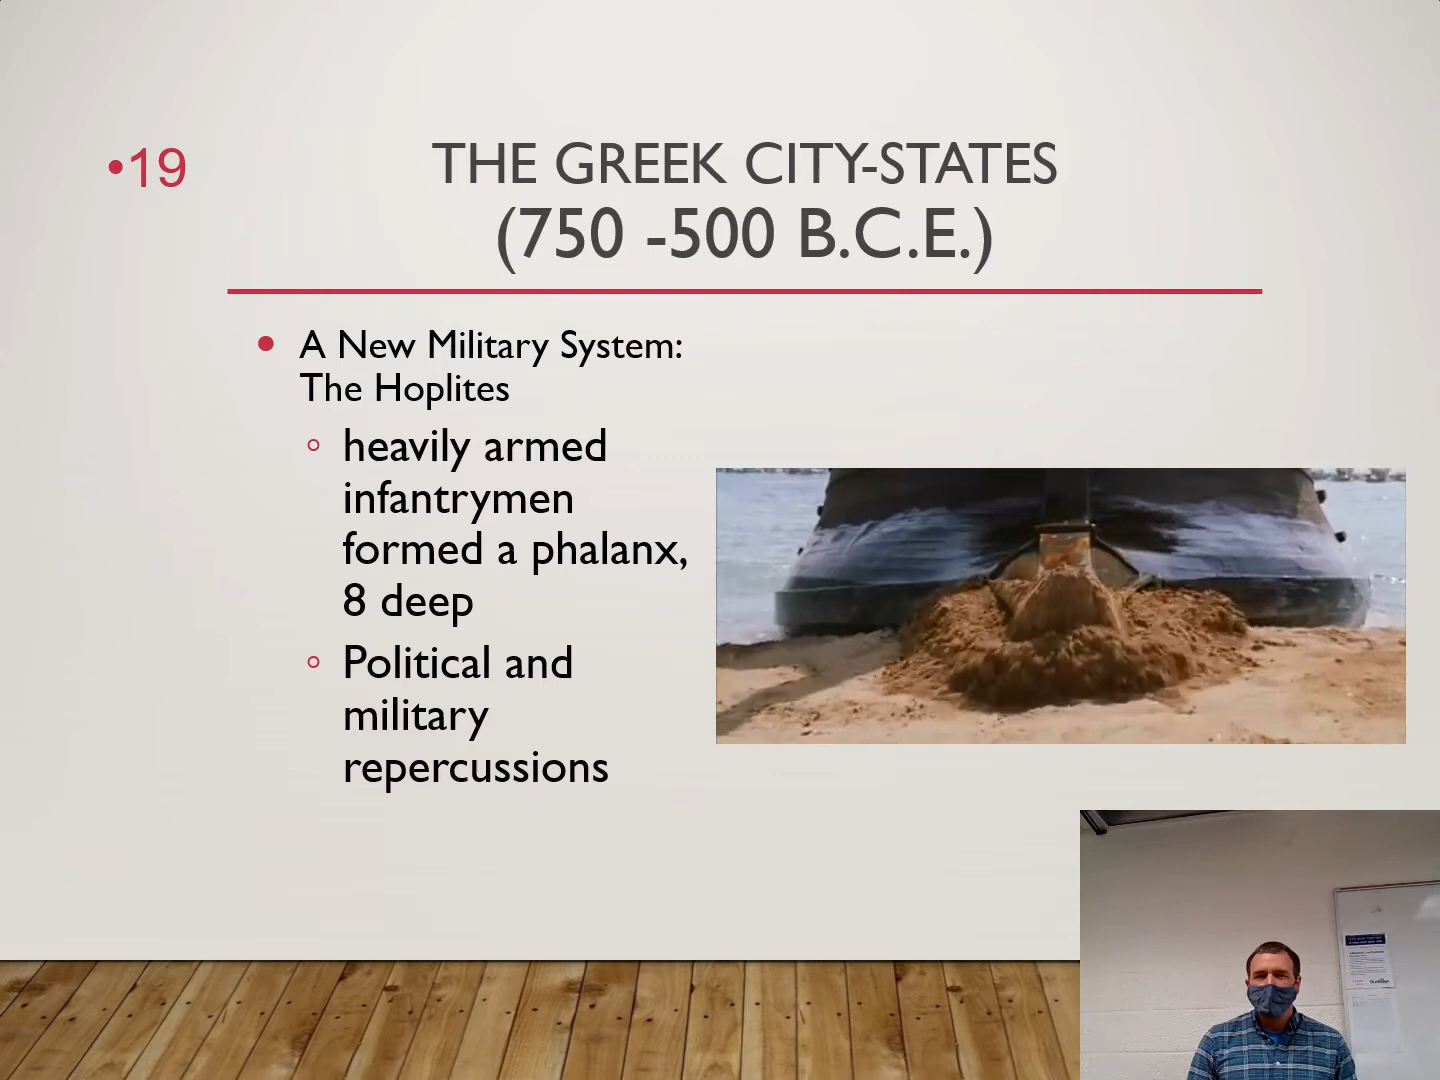 •19
THE GREEK CITY-STATES
(750 -500 B.C.E.)
• A New Military System:
The Hoplites
◦ heavily armed
infantrymen
formed a phalanx,
8 deep
◦ Political and
military
repercussions